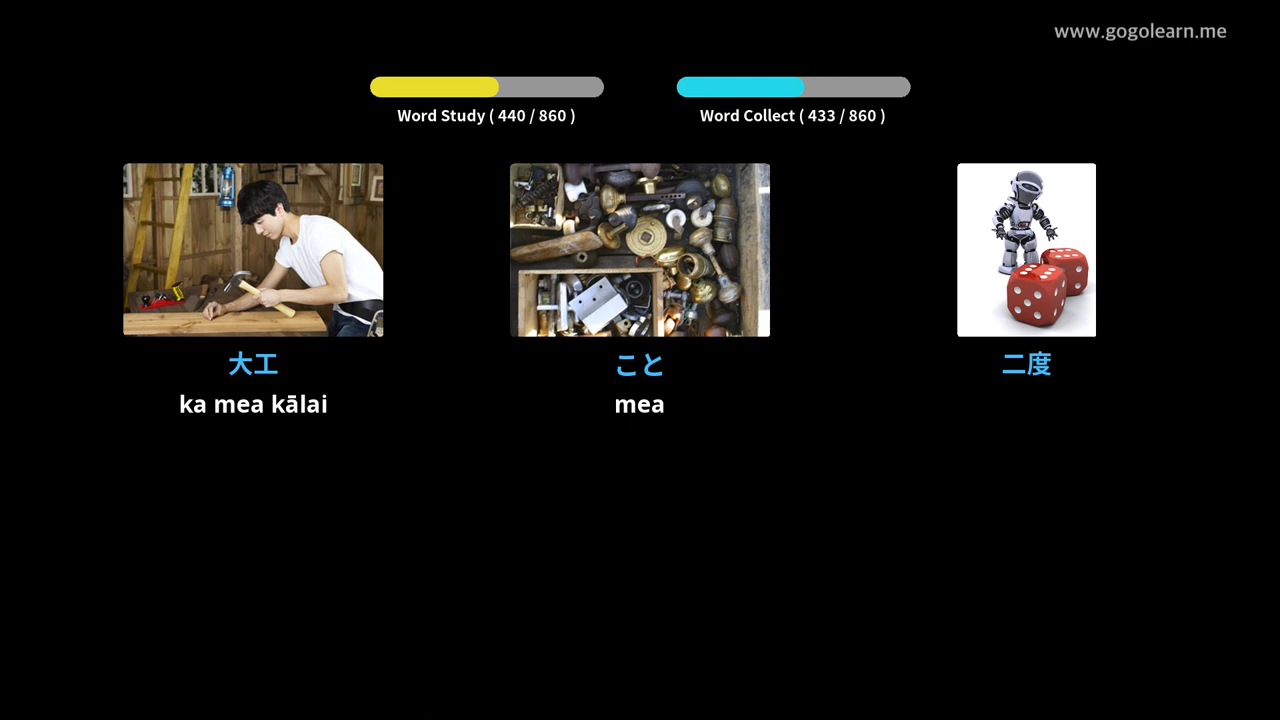 www.gogolearn.me
Word Study ( 440 / 860 )
Word Collect ( 433 / 860 )
大工
こと
二度
ka mea kālai
mea